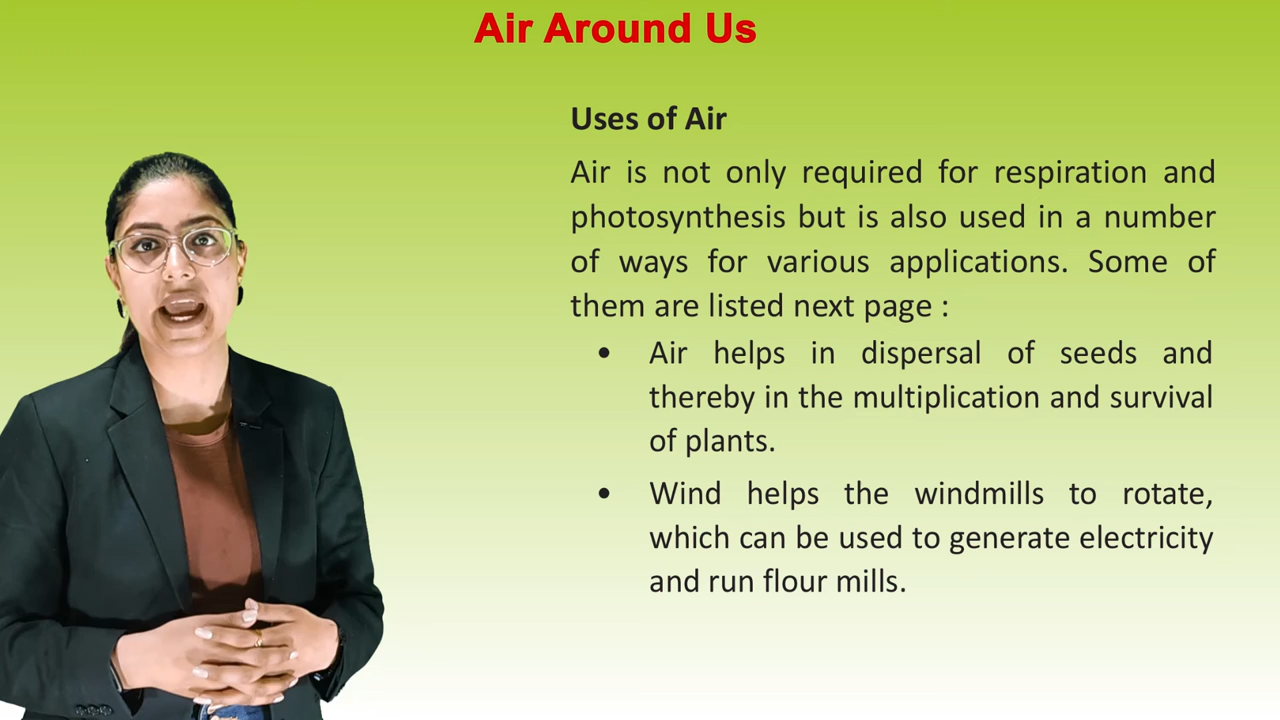 Air Around Us
Uses of Air
Air is not only required for respiration and
photosynthesis but is also used in a number
of ways for various applications. Some of
them are listed next page :
• Air helps in dispersal of seeds and
thereby in the multiplication and survival
of plants.
• Wind helps the windmills to rotate,
which can be used to generate electricity
and run flour mills.